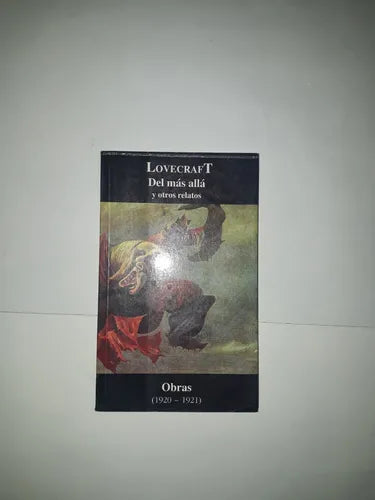 LOVECRAFT
Del más allá
y otros relatos
Obras
(1920 – 1921)